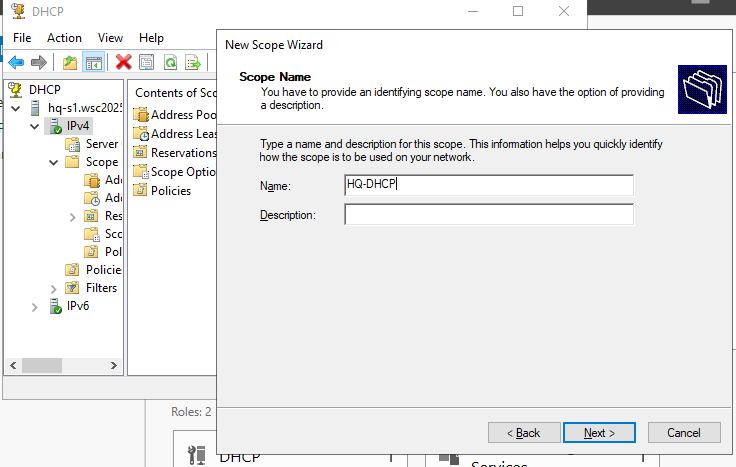 DHCP
File Action View Help
DHCP
hq-s1.wsc2025
IPv4
Server
Scope
Ad
Ad
Res
Sco
Pol
Policie
Filters
IPv6
Contents of Sco
Address Poo
Address Leas
Reservations
Scope Optio
Policies
New Scope Wizard
Scope Name
You have to provide an identifying scope name. You also have the option of providing
a description.
Type a name and description for this scope. This information helps you quickly identify
how the scope is to be used on your network.
Name:
HQ-DHCP
Description:
< Back
Next >
Cancel
Roles: 2
DHCP
1
Services
1